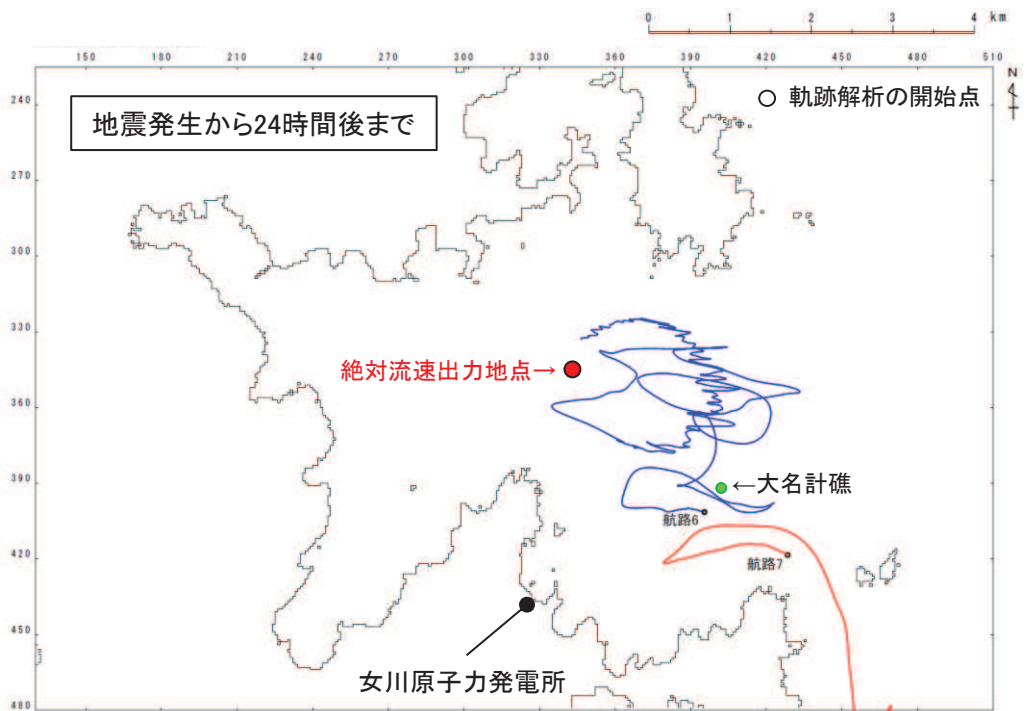 0 1 2 3 4 km
150 180 210 240 270 300 330 360 390 420 450 480 510
N
240
270
300
330
360
390
420
450
480
地震発生から24時間後まで
軌跡解析の開始点
絶対流速出力地点→
←大名計礁
航路6
航路7
女川原子力発電所